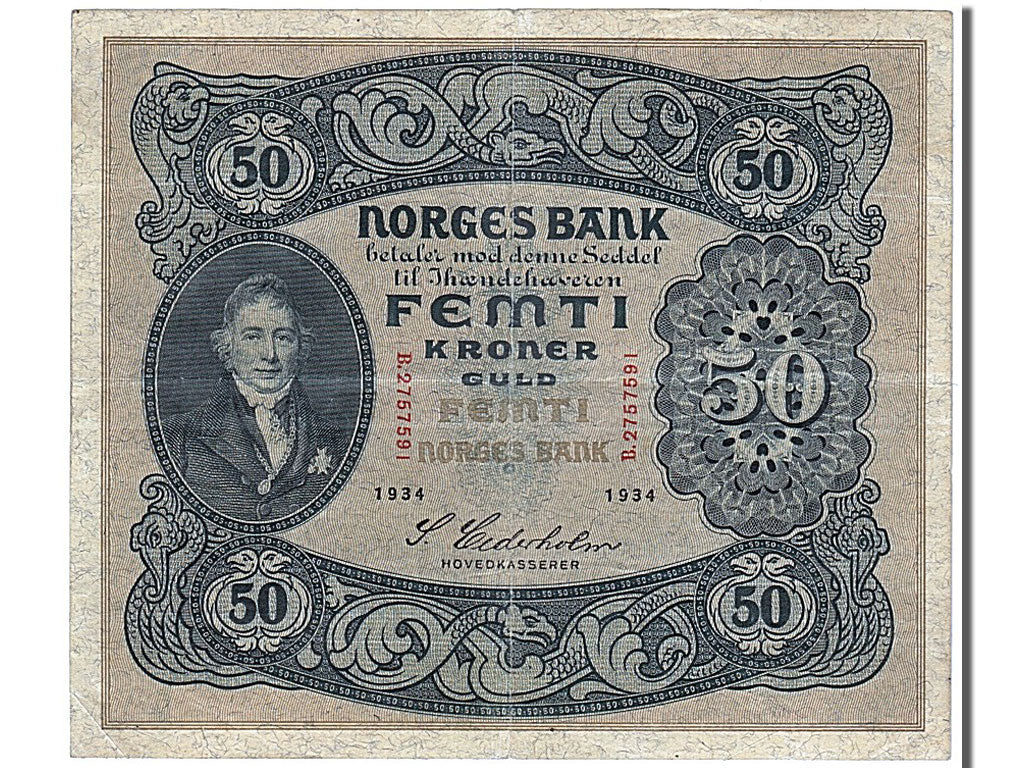 50 50
NORGES BANK
betaler mod denne Seddel
til Ihændehaveren
FEMTI
KRONER
GULD
FEMTI
NORGES BANK
B.2757591
B.2757591
50
1934 1934
S. Cederholm
HOVEDKASSERER
50 50